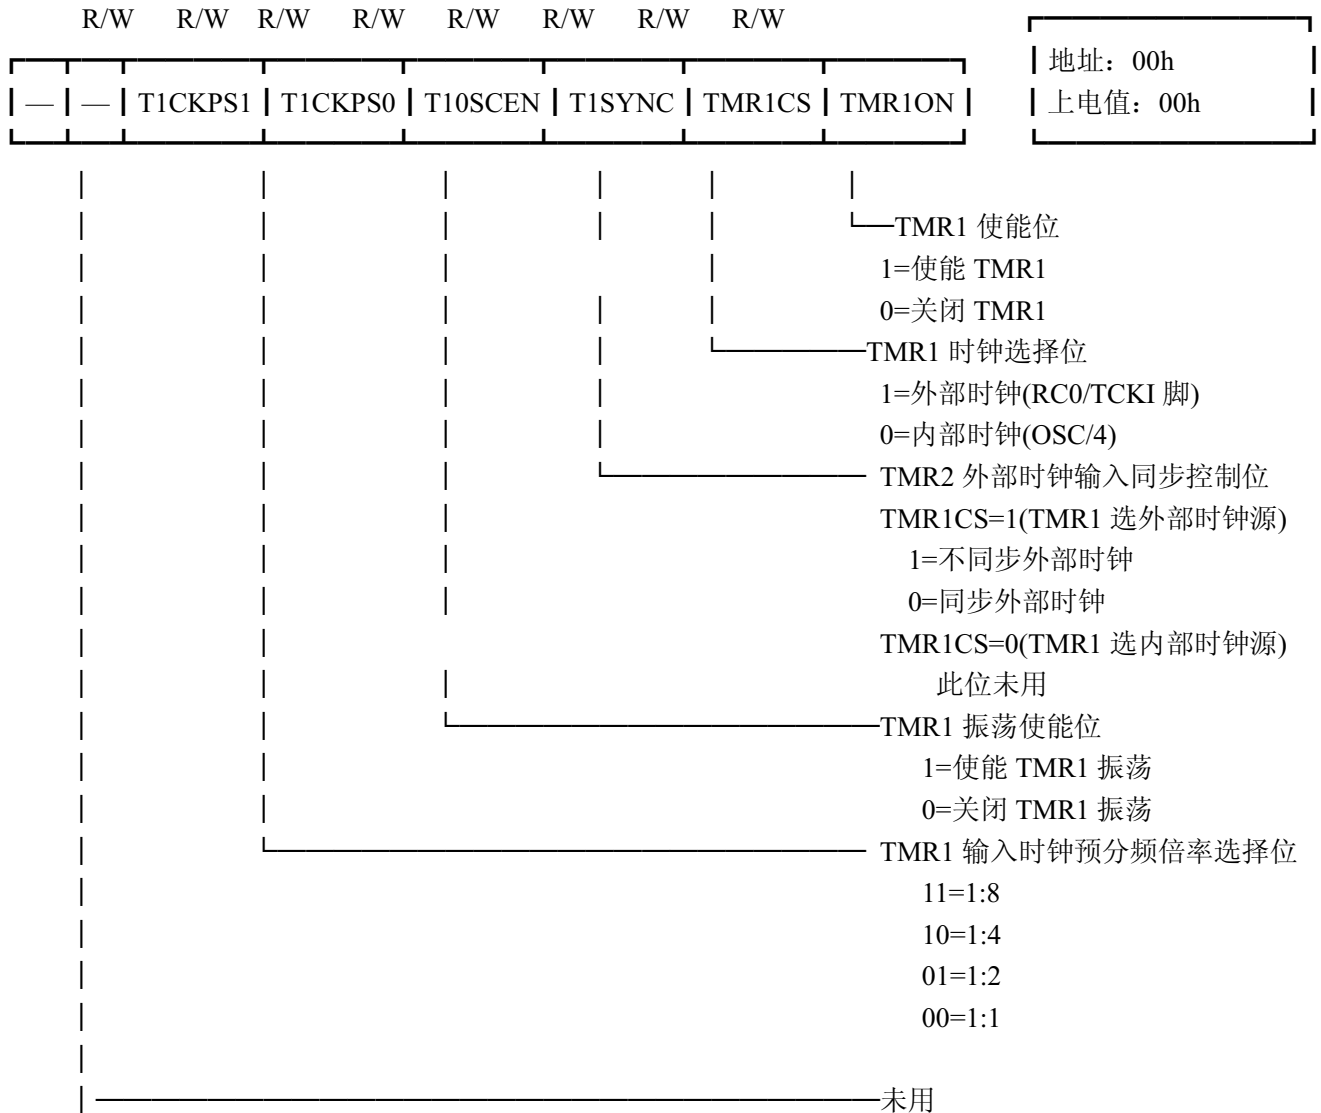 R/W R/W R/W R/W R/W R/W R/W R/W
地址：00h
— — T1CKPS1 T1CKPS0 T10SCEN T1SYNC TMR1CS TMR1ON
上电值：00h
TMR1 使能位
1=使能 TMR1
0=关闭 TMR1
TMR1 时钟选择位
1=外部时钟(RC0/TCKI 脚)
0=内部时钟(OSC/4)
TMR2 外部时钟输入同步控制位
TMR1CS=1(TMR1 选外部时钟源)
1=不同步外部时钟
0=同步外部时钟
TMR1CS=0(TMR1 选内部时钟源)
此位未用
TMR1 振荡使能位
1=使能 TMR1 振荡
0=关闭 TMR1 振荡
TMR1 输入时钟预分频倍率选择位
11=1:8
10=1:4
01=1:2
00=1:1
未用